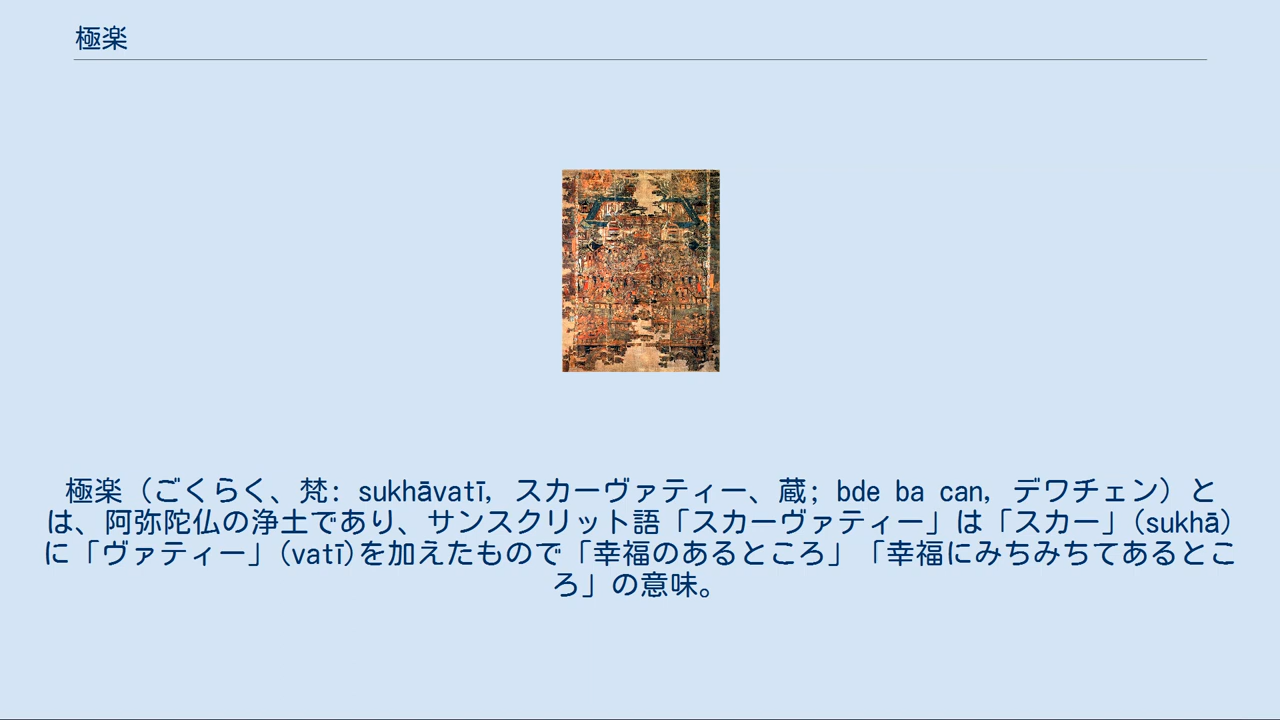 極楽
極楽（ごくらく、梵: sukhāvatī, スカーヴァティー、蔵; bde ba can, デワチェン）と
は、阿弥陀仏の浄土であり、サンスクリット語「スカーヴァティー」は「スカー」(sukhā)
に「ヴァティー」(vatī)を加えたもので「幸福のあるところ」「幸福にみちみちてあるとこ
ろ」の意味。